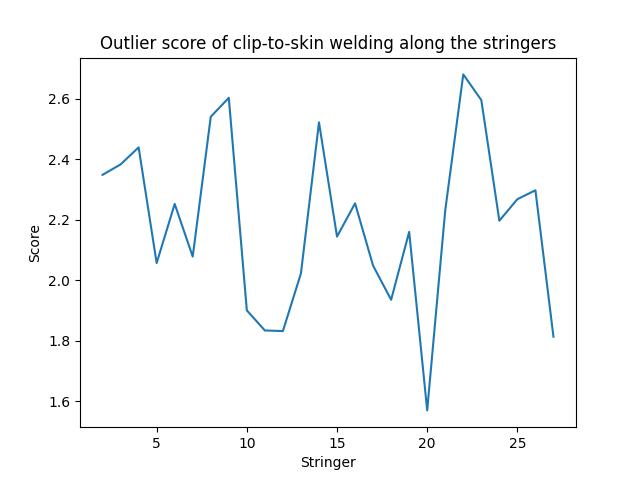 Outlier score of clip-to-skin welding along the stringers
2.6
2.4
2.2
2.0
1.8
1.6
Score
5 10 15 20 25
Stringer